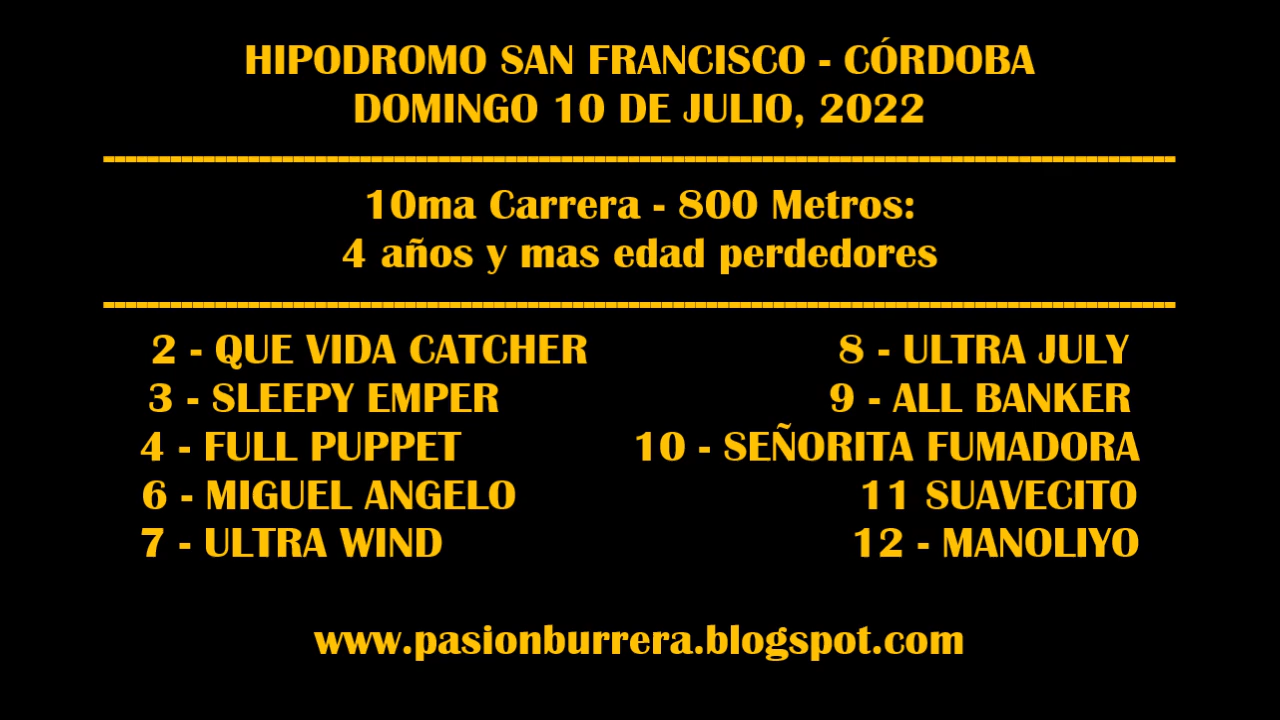 HIPODROMO SAN FRANCISCO - CÓRDOBA
DOMINGO 10 DE JULIO, 2022
---------------------------------------------------------------------------------------------------
10ma Carrera - 800 Metros:
4 años y mas edad perdedores
---------------------------------------------------------------------------------------------------
2 - QUE VIDA CATCHER 8 - ULTRA JULY
3 - SLEEPY EMPER 9 - ALL BANKER
4 - FULL PUPPET 10 - SEÑORITA FUMADORA
6 - MIGUEL ANGELO 11 SUAVECITO
7 - ULTRA WIND 12 - MANOLIYO
www.pasionburrera.blogspot.com